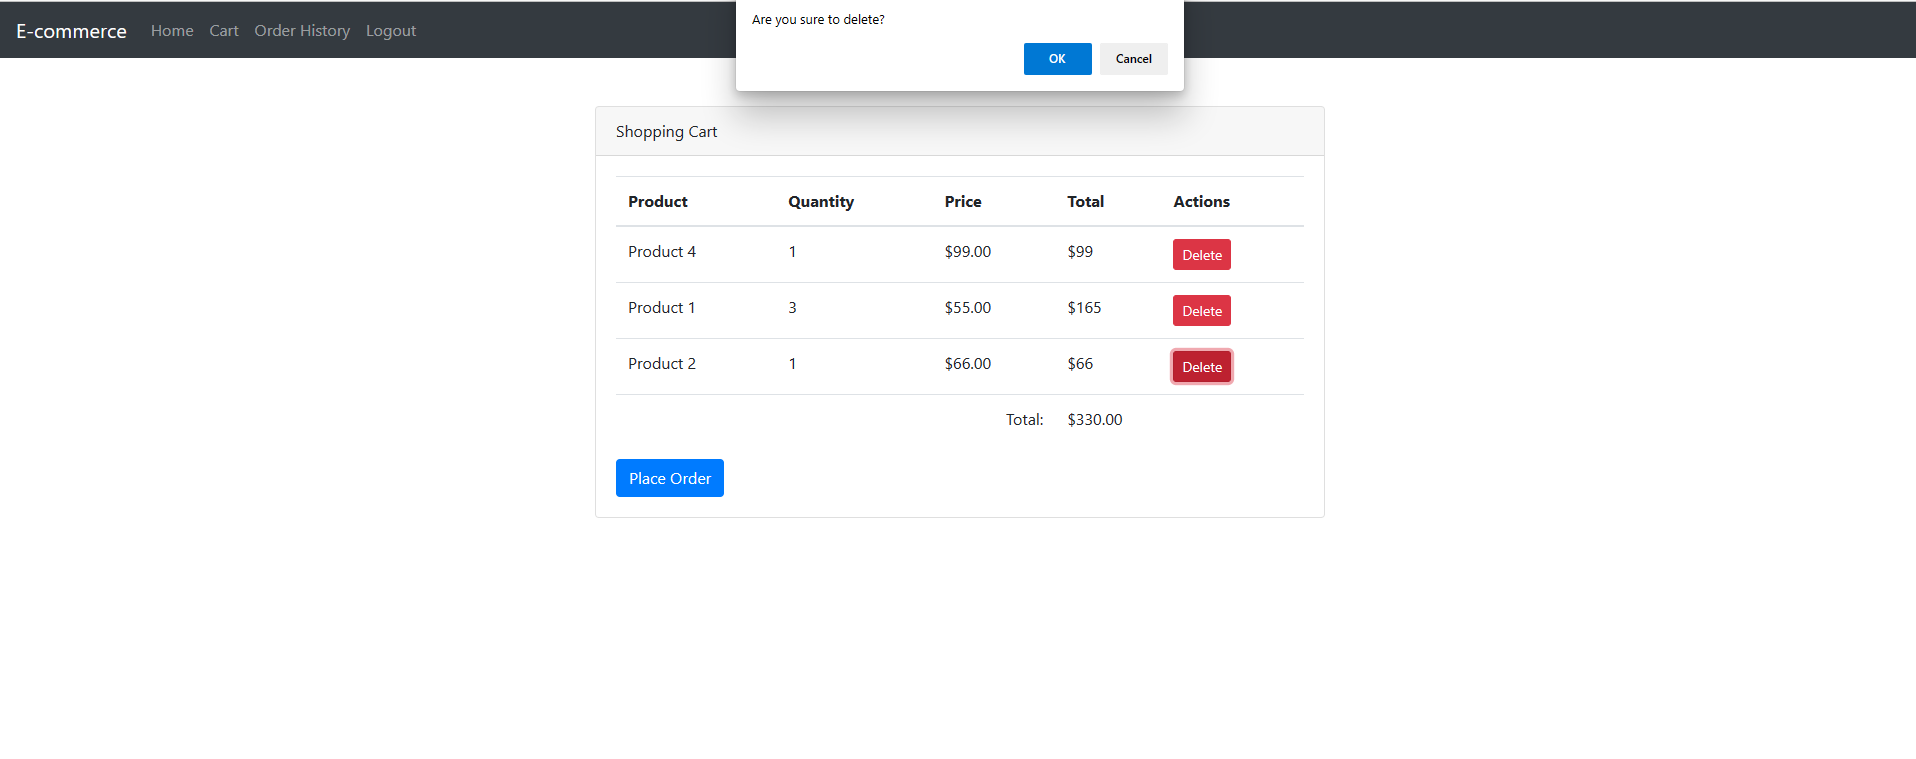 E-commerce Home Cart Order History Logout
Are you sure to delete?
OK Cancel
Shopping Cart
Product Quantity Price Total Actions
Product 4 1 $99.00 $99 Delete
Product 1 3 $55.00 $165 Delete
Product 2 1 $66.00 $66 Delete
Total: $330.00
Place Order